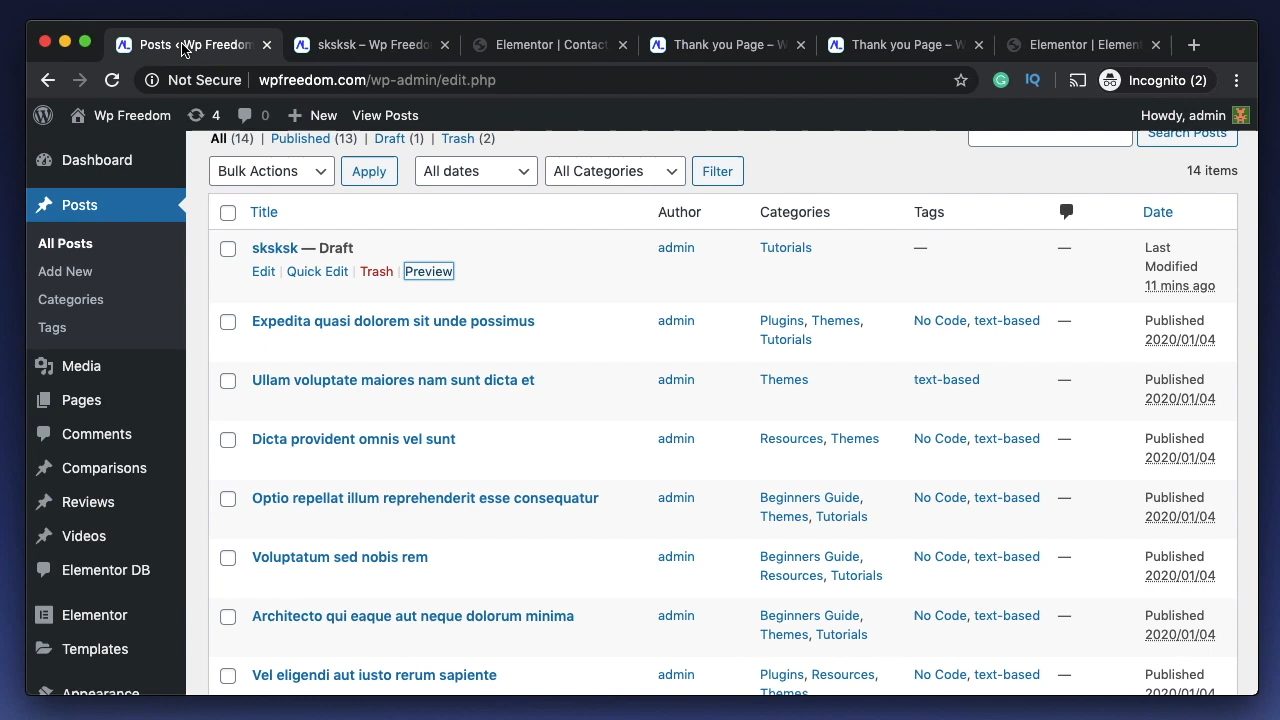 Posts ‹ Wp Freedom
sksksk – Wp Freedo
Elementor | Contac
Thank you Page – W
Thank you Page – W
Elementor | Elemen
Not Secure
wpfreedom.com/wp-admin/edit.php
IQ
Incognito (2)
Wp Freedom 4 0 New View Posts Howdy, admin
Dashboard
Posts
All Posts
Add New
Categories
Tags
Media
Pages
Comments
Comparisons
Reviews
Videos
Elementor DB
Elementor
Templates
Appearance
All (14) | Published (13) | Draft (1) | Trash (2)
Search Posts
Bulk Actions Apply All dates All Categories Filter 14 items
Title Author Categories Tags Date
sksksk — Draft admin Tutorials — — Last
Modified
Edit | Quick Edit | Trash | Preview
11 mins ago
Expedita quasi dolorem sit unde possimus admin Plugins, Themes, No Code, text-based — Published
Tutorials 2020/01/04
Ullam voluptate maiores nam sunt dicta et admin Themes text-based — Published
2020/01/04
Dicta provident omnis vel sunt admin Resources, Themes No Code, text-based — Published
2020/01/04
Optio repellat illum reprehenderit esse consequatur admin Beginners Guide, No Code, text-based — Published
Themes, Tutorials 2020/01/04
Voluptatum sed nobis rem admin Beginners Guide, No Code, text-based — Published
Resources, Tutorials 2020/01/04
Architecto qui eaque aut neque dolorum minima admin Beginners Guide, No Code, text-based — Published
Themes, Tutorials 2020/01/04
Vel eligendi aut iusto rerum sapiente admin Plugins, Resources, No Code, text-based — Published
Themes 2020/01/04